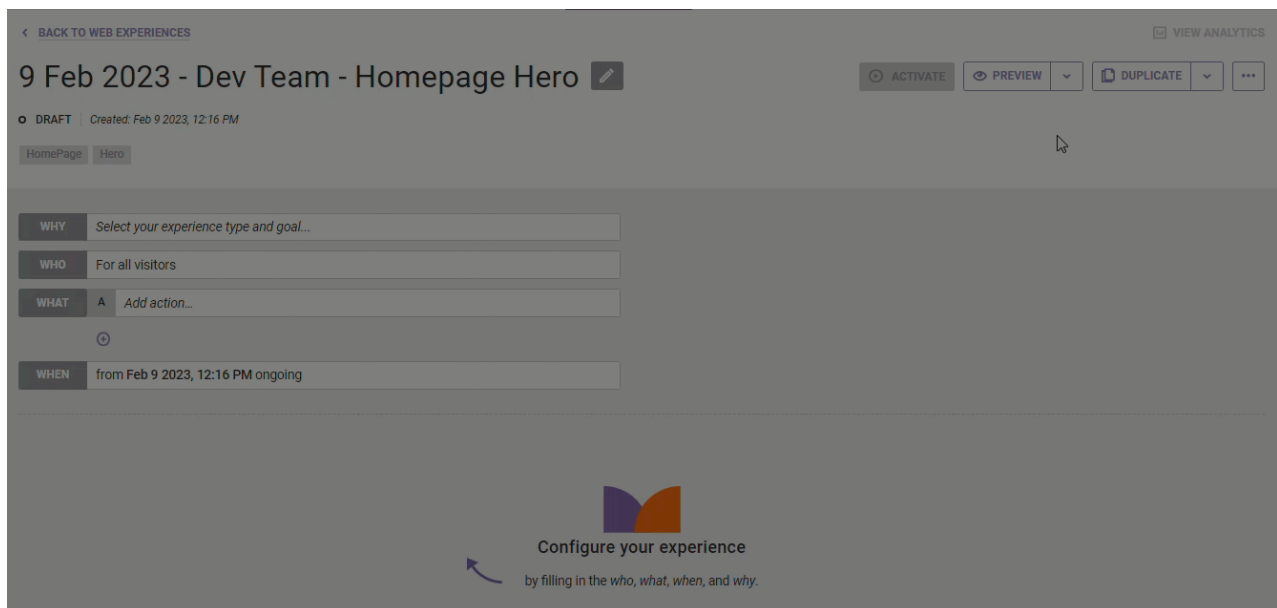 BACK TO WEB EXPERIENCES
VIEW ANALYTICS
9 Feb 2023 - Dev Team - Homepage Hero
ACTIVATE
PREVIEW
DUPLICATE
DRAFT
Created: Feb 9 2023, 12:16 PM
HomePage
Hero
WHY Select your experience type and goal...
WHO For all visitors
WHAT A Add action...
WHEN from Feb 9 2023, 12:16 PM ongoing
Configure your experience
by filling in the who, what, when, and why.